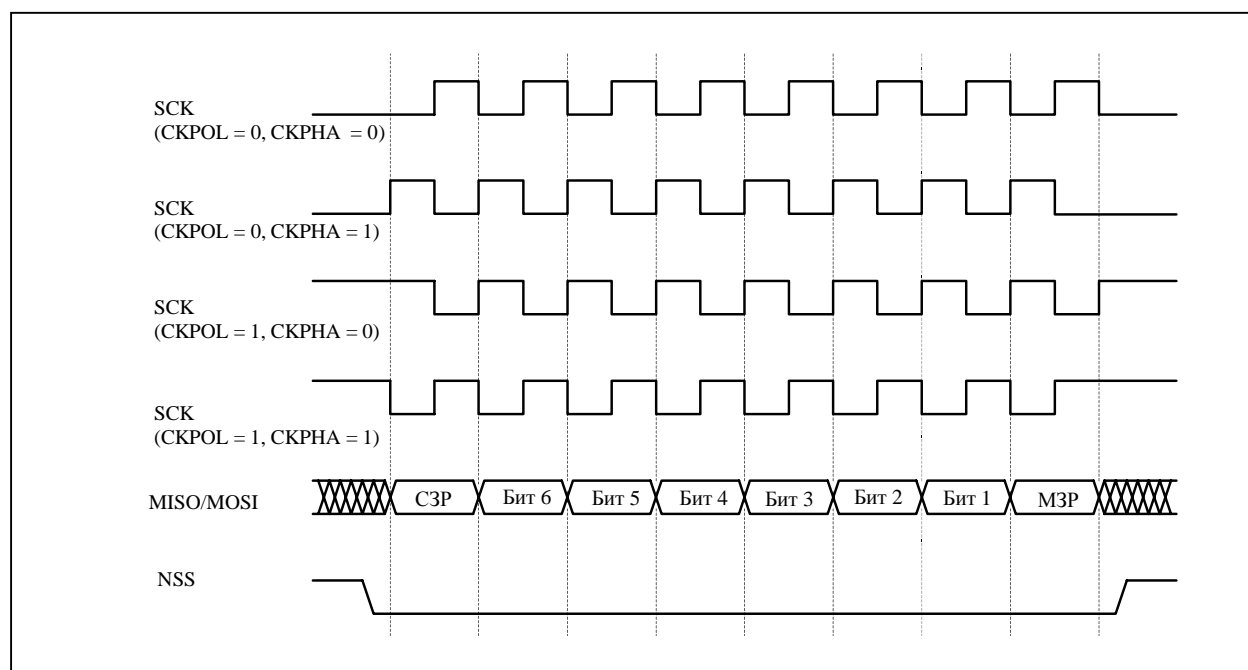 SCK
(CKPOL = 0, CKPHA = 0)
SCK
(CKPOL = 0, CKPHA = 1)
SCK
(CKPOL = 1, CKPHA = 0)
SCK
(CKPOL = 1, CKPHA = 1)
MISO/MOSI СЗР Бит 6 Бит 5 Бит 4 Бит 3 Бит 2 Бит 1 МЗР
NSS